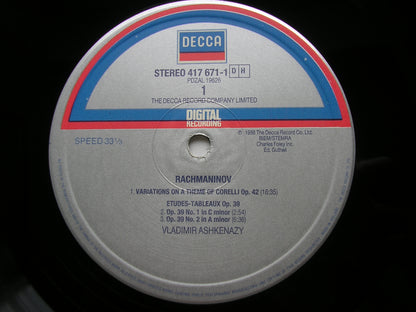 DECCA
STEREO 417 671-1 DH
PDZAL 19626
1
THE DECCA RECORD COMPANY LIMITED
DIGITAL
RECORDING
SPEED 33⅓
℗ 1988 The Decca Record Co. Ltd.
BIEM/STEMRA
Charles Foley Inc.
Ed. Gutheil
RACHMANINOV
1. VARIATIONS ON A THEME OF CORELLI Op. 42 (18;35)
ETUDES-TABLEAUX Op. 39
2. Op. 39 No. 1 in C minor (2;54)
3. Op. 39 No. 2 in A minor (6;36)
VLADIMIR ASHKENAZY